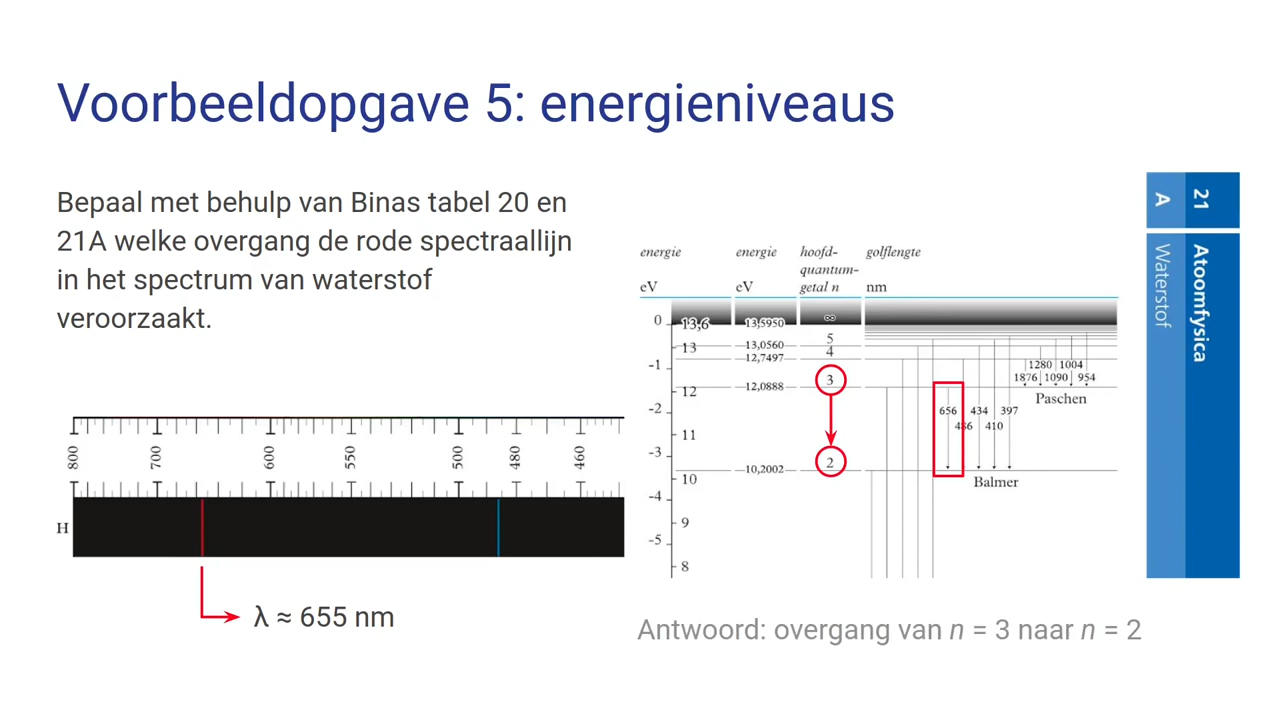 Voorbeeldopgave 5: energieniveaus
Bepaal met behulp van Binas tabel 20 en
21A welke overgang de rode spectraallijn
in het spectrum van waterstof
veroorzaakt.
800 700 600 550 500 480 460
H
λ ≈ 655 nm
energie energie hoofd- golflengte
quantum-
eV eV getal n nm
0 13,6 13,5950 ∞
5
13 13,0560 4
12,7497
-1 1280 1004
3 1876 1090 954
12 12,0888
Paschen
-2 656 434 397
486 410
11
-3 2
10,2002
10 Balmer
-4
9
-5
8
21
A
Atoomfysica
Waterstof
Antwoord: overgang van n = 3 naar n = 2